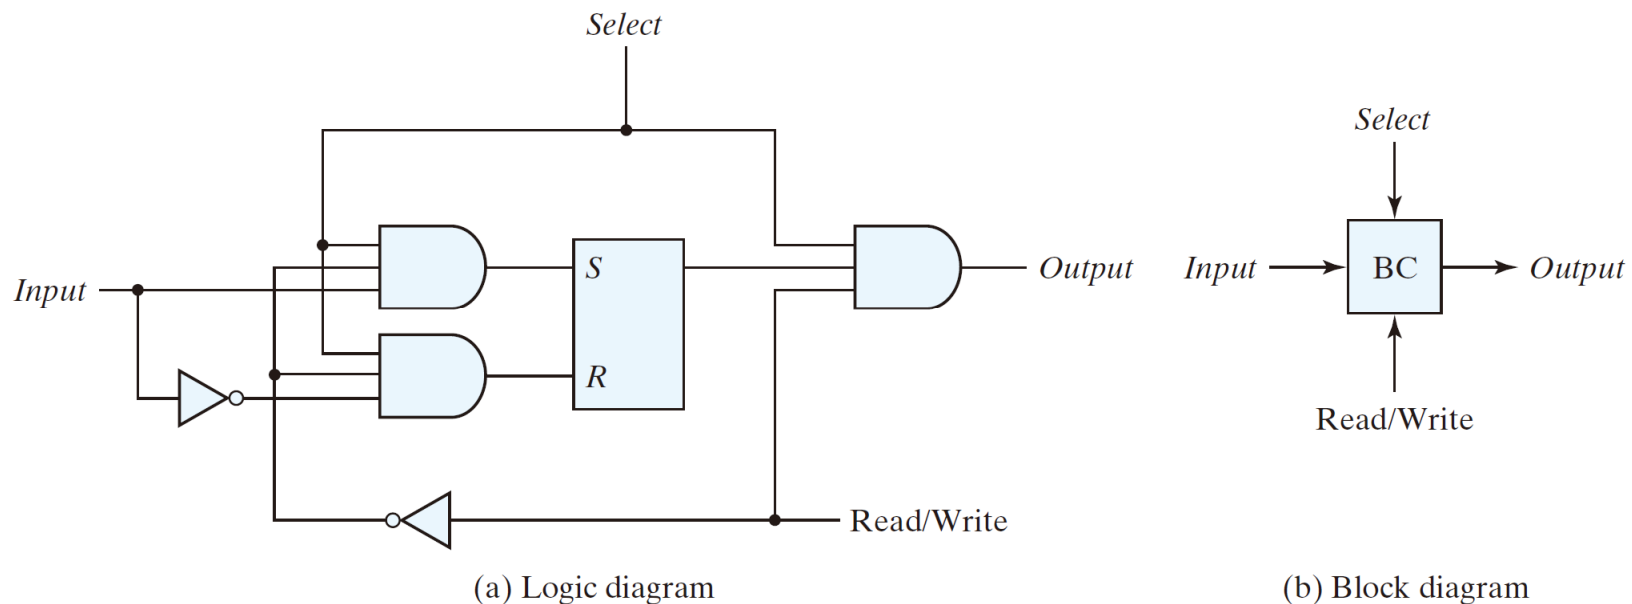 Select
Input
S
R
Output
Read/Write
(a) Logic diagram
Select
Input
BC
Output
Read/Write
(b) Block diagram